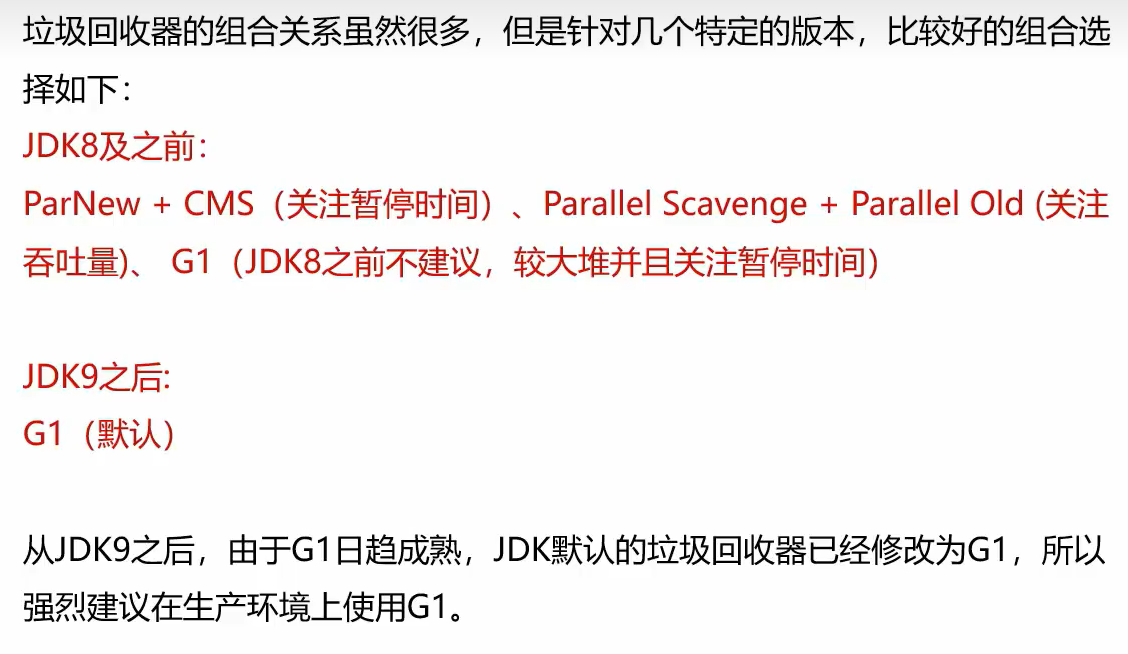 垃圾回收器的组合关系虽然很多，但是针对几个特定的版本，比较好的组合选
择如下：
JDK8及之前：
ParNew + CMS（关注暂停时间）、Parallel Scavenge + Parallel Old (关注
吞吐量)、 G1（JDK8之前不建议，较大堆并且关注暂停时间）
JDK9之后:
G1（默认）
从JDK9之后，由于G1日趋成熟，JDK默认的垃圾回收器已经修改为G1，所以
强烈建议在生产环境上使用G1。